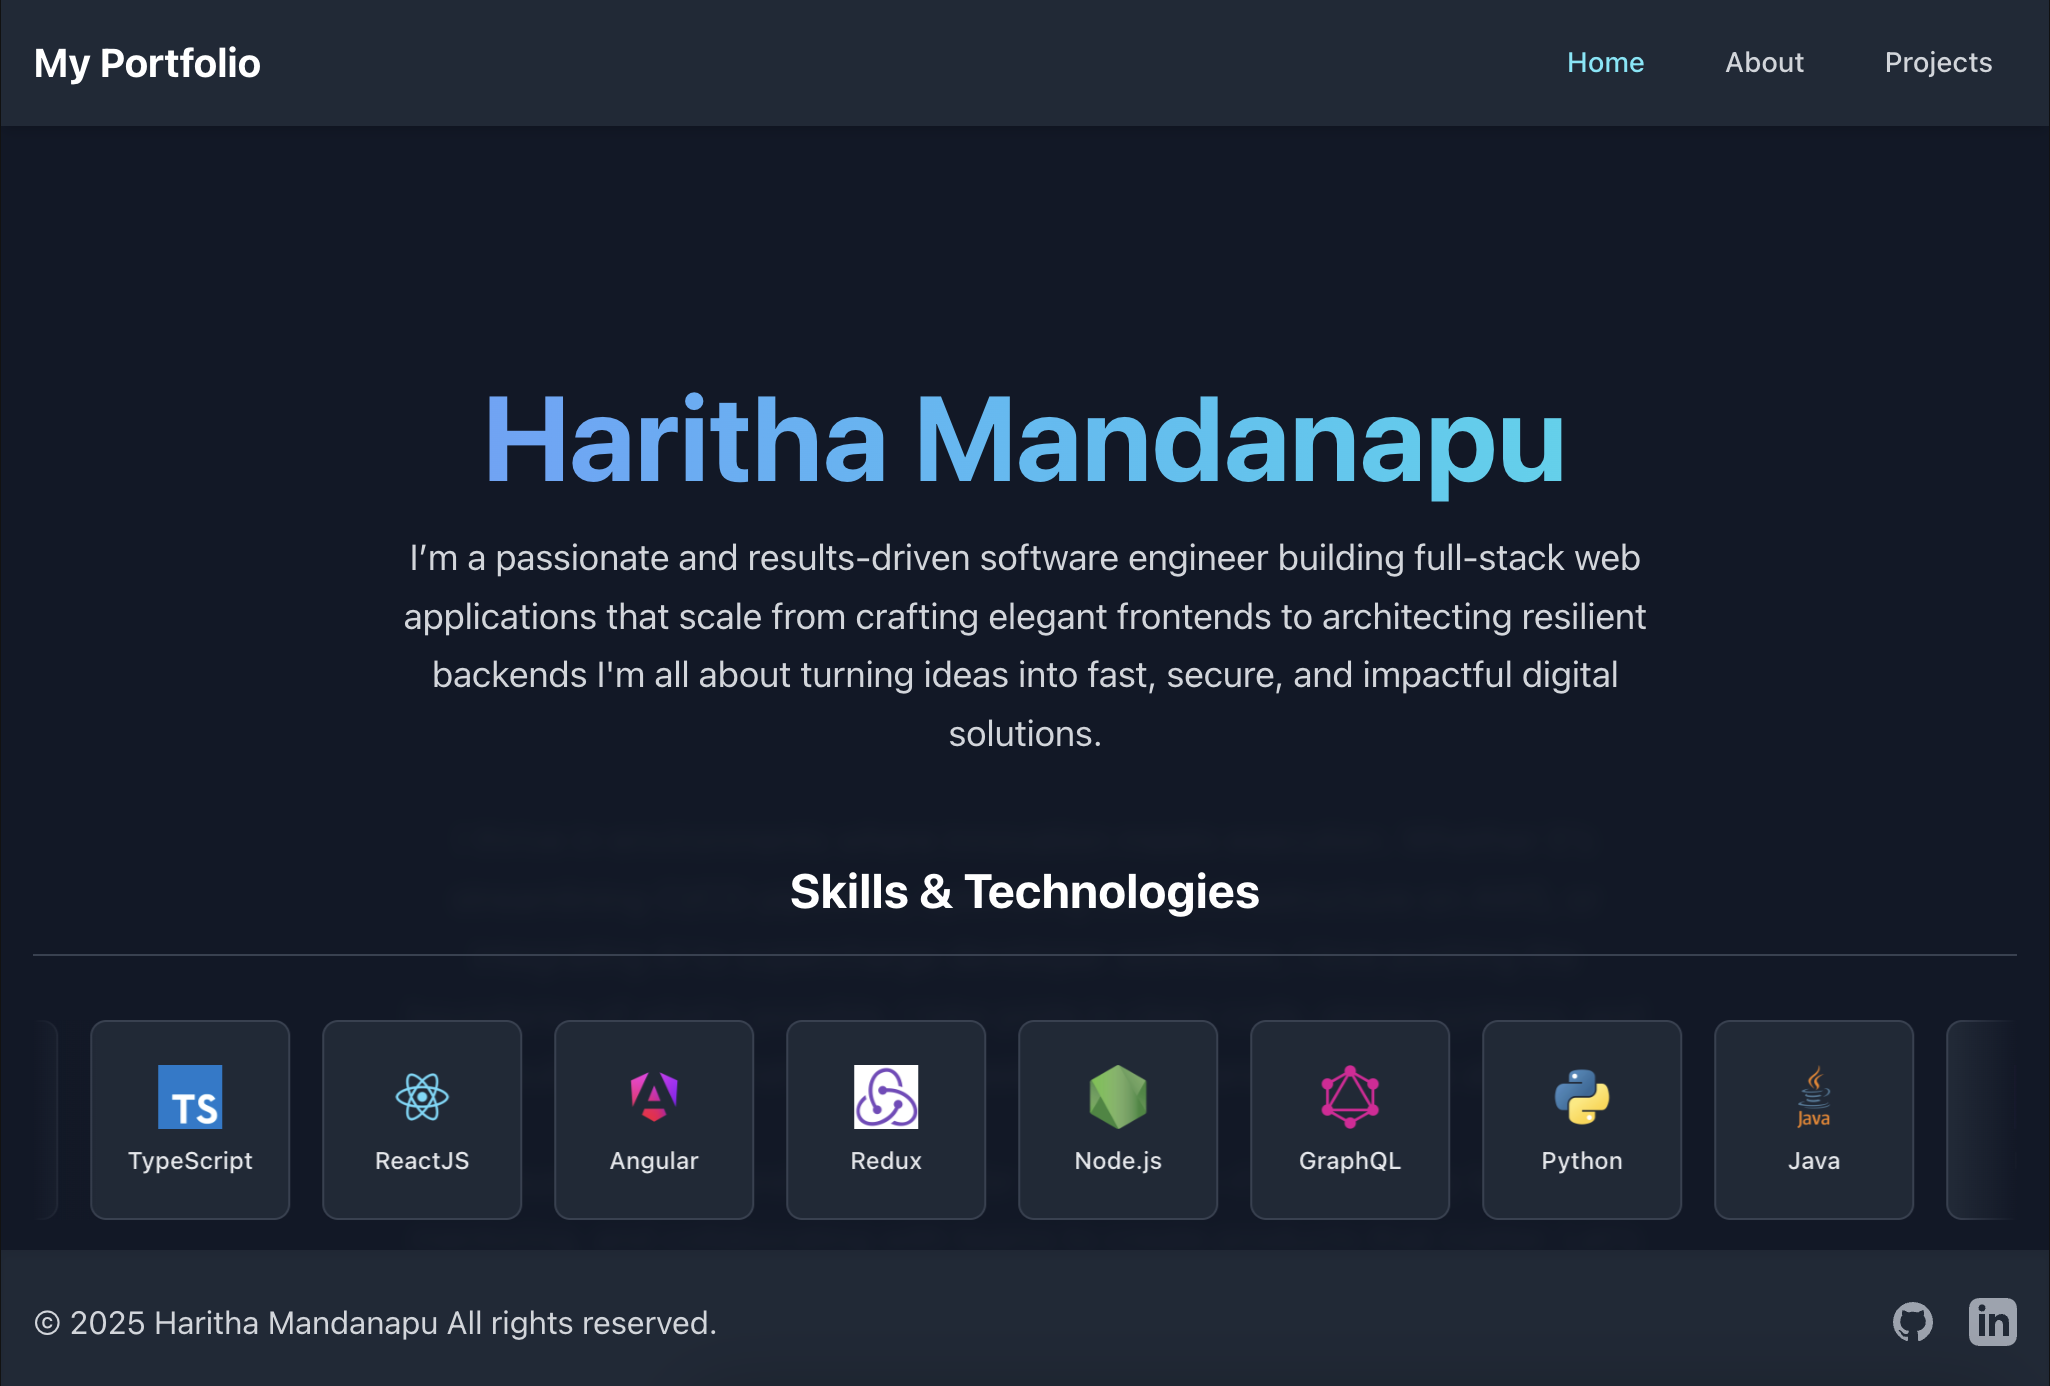 My Portfolio
Home About Projects
Haritha Mandanapu
I’m a passionate and results-driven software engineer building full-stack web
applications that scale from crafting elegant frontends to architecting resilient
backends I'm all about turning ideas into fast, secure, and impactful digital
solutions.
Skills & Technologies
TS
TypeScript
ReactJS
Angular
Redux
Node.js
GraphQL
Python
Java
Java
© 2025 Haritha Mandanapu All rights reserved.
in